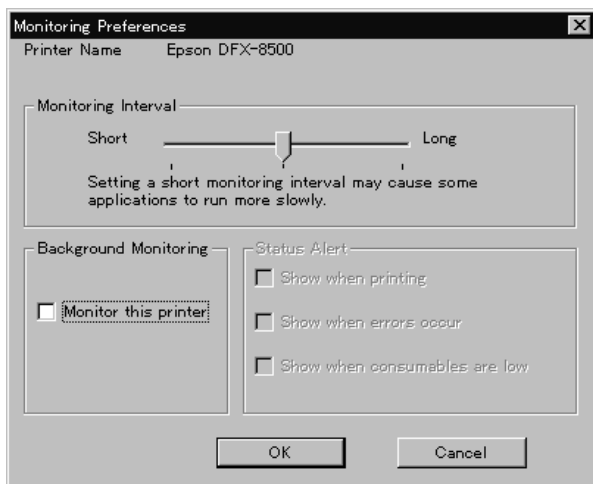 Monitoring Preferences
Printer Name Epson DFX-8500
Monitoring Interval
Short Long
Setting a short monitoring interval may cause some
applications to run more slowly.
Background Monitoring
Monitor this printer
Status Alert
Show when printing
Show when errors occur
Show when consumables are low
OK Cancel